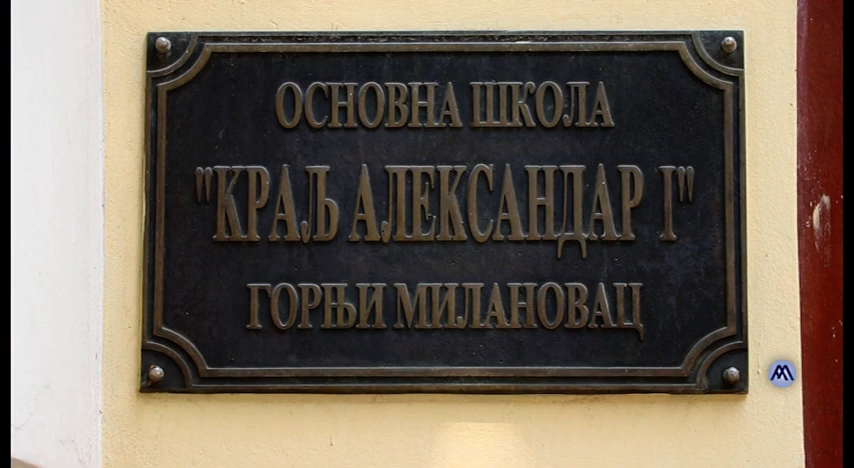 ОСНОВНА ШКОЛА
"КРАЉ АЛЕКСАНДАР I"
ГОРЊИ МИЛАНОВАЦ